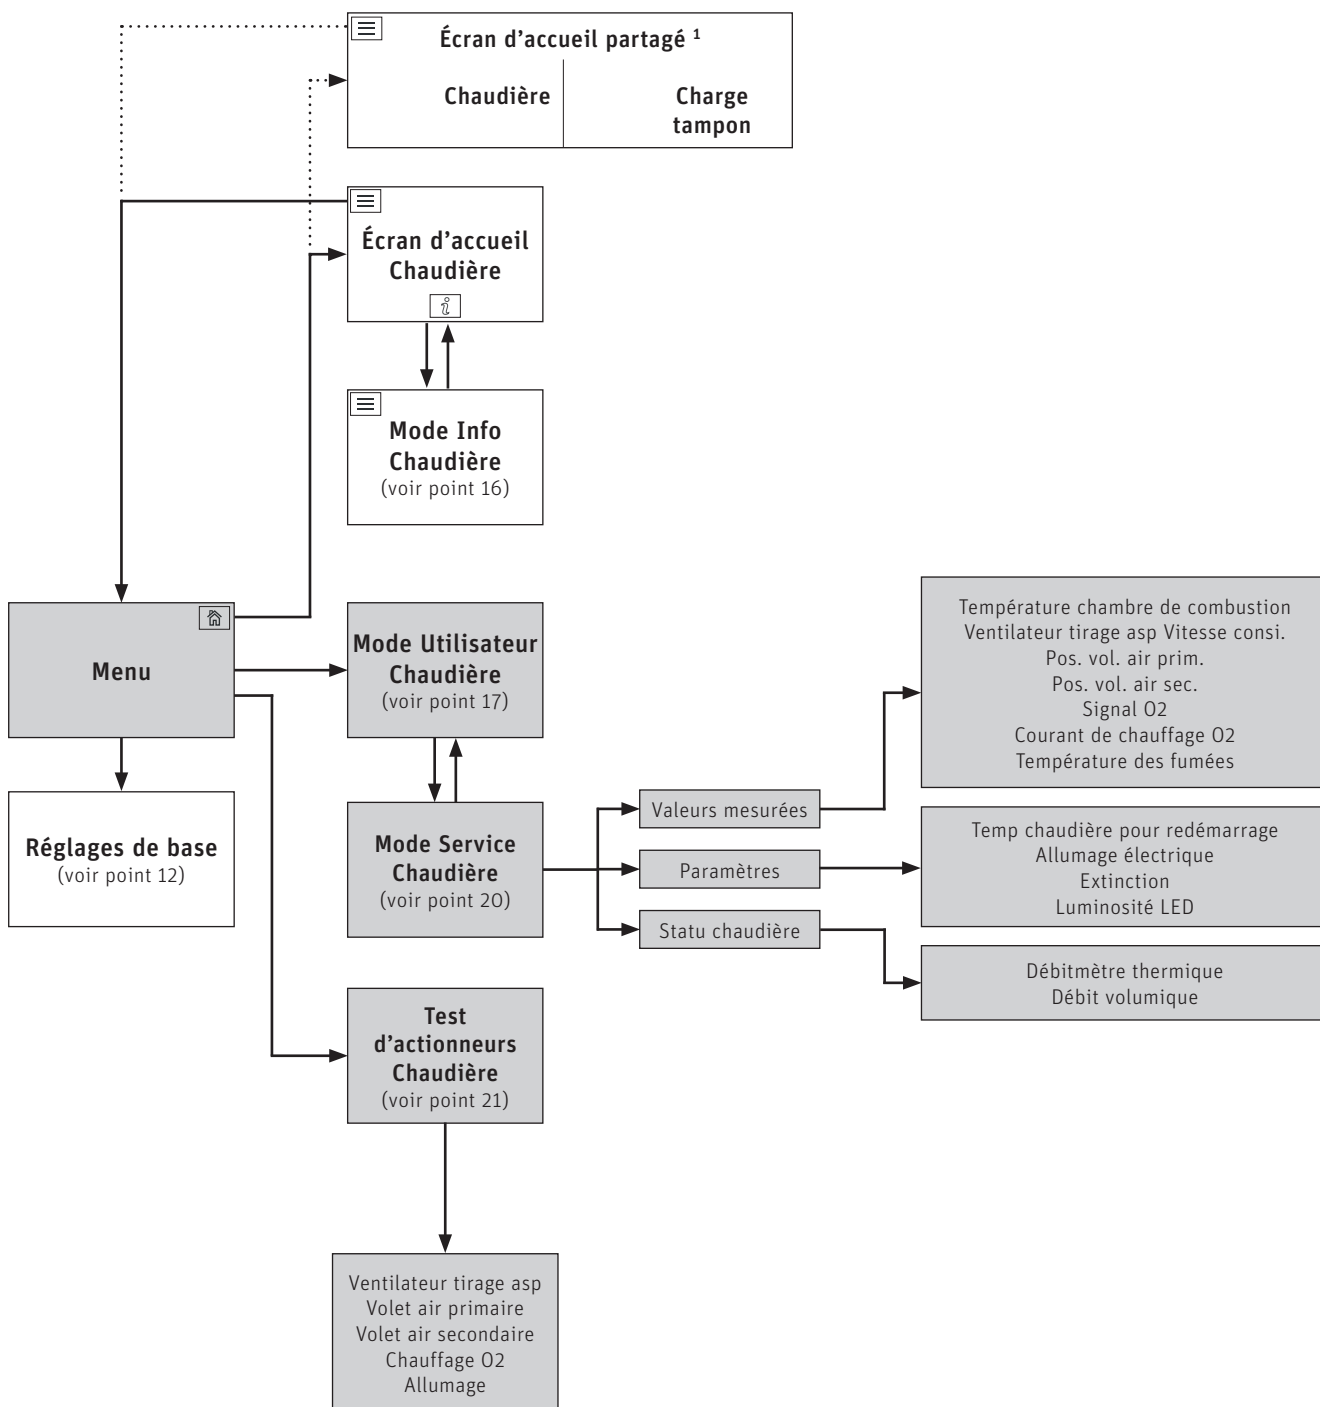 Écran d'accueil partagé ¹
Chaudière
Charge
tampon
Écran d'accueil
Chaudière
i
Mode Info
Chaudière
(voir point 16)
Menu
Mode Utilisateur
Chaudière
(voir point 17)
Température chambre de combustion
Ventilateur tirage asp Vitesse consi.
Pos. vol. air prim.
Pos. vol. air sec.
Signal O2
Courant de chauffage O2
Température des fumées
Réglages de base
(voir point 12)
Mode Service
Chaudière
(voir point 20)
Valeurs mesurées
Paramètres
Statu chaudière
Temp chaudière pour redémarrage
Allumage électrique
Extinction
Luminosité LED
Débitmètre thermique
Débit volumique
Test
d'actionneurs
Chaudière
(voir point 21)
Ventilateur tirage asp
Volet air primaire
Volet air secondaire
Chauffage O2
Allumage